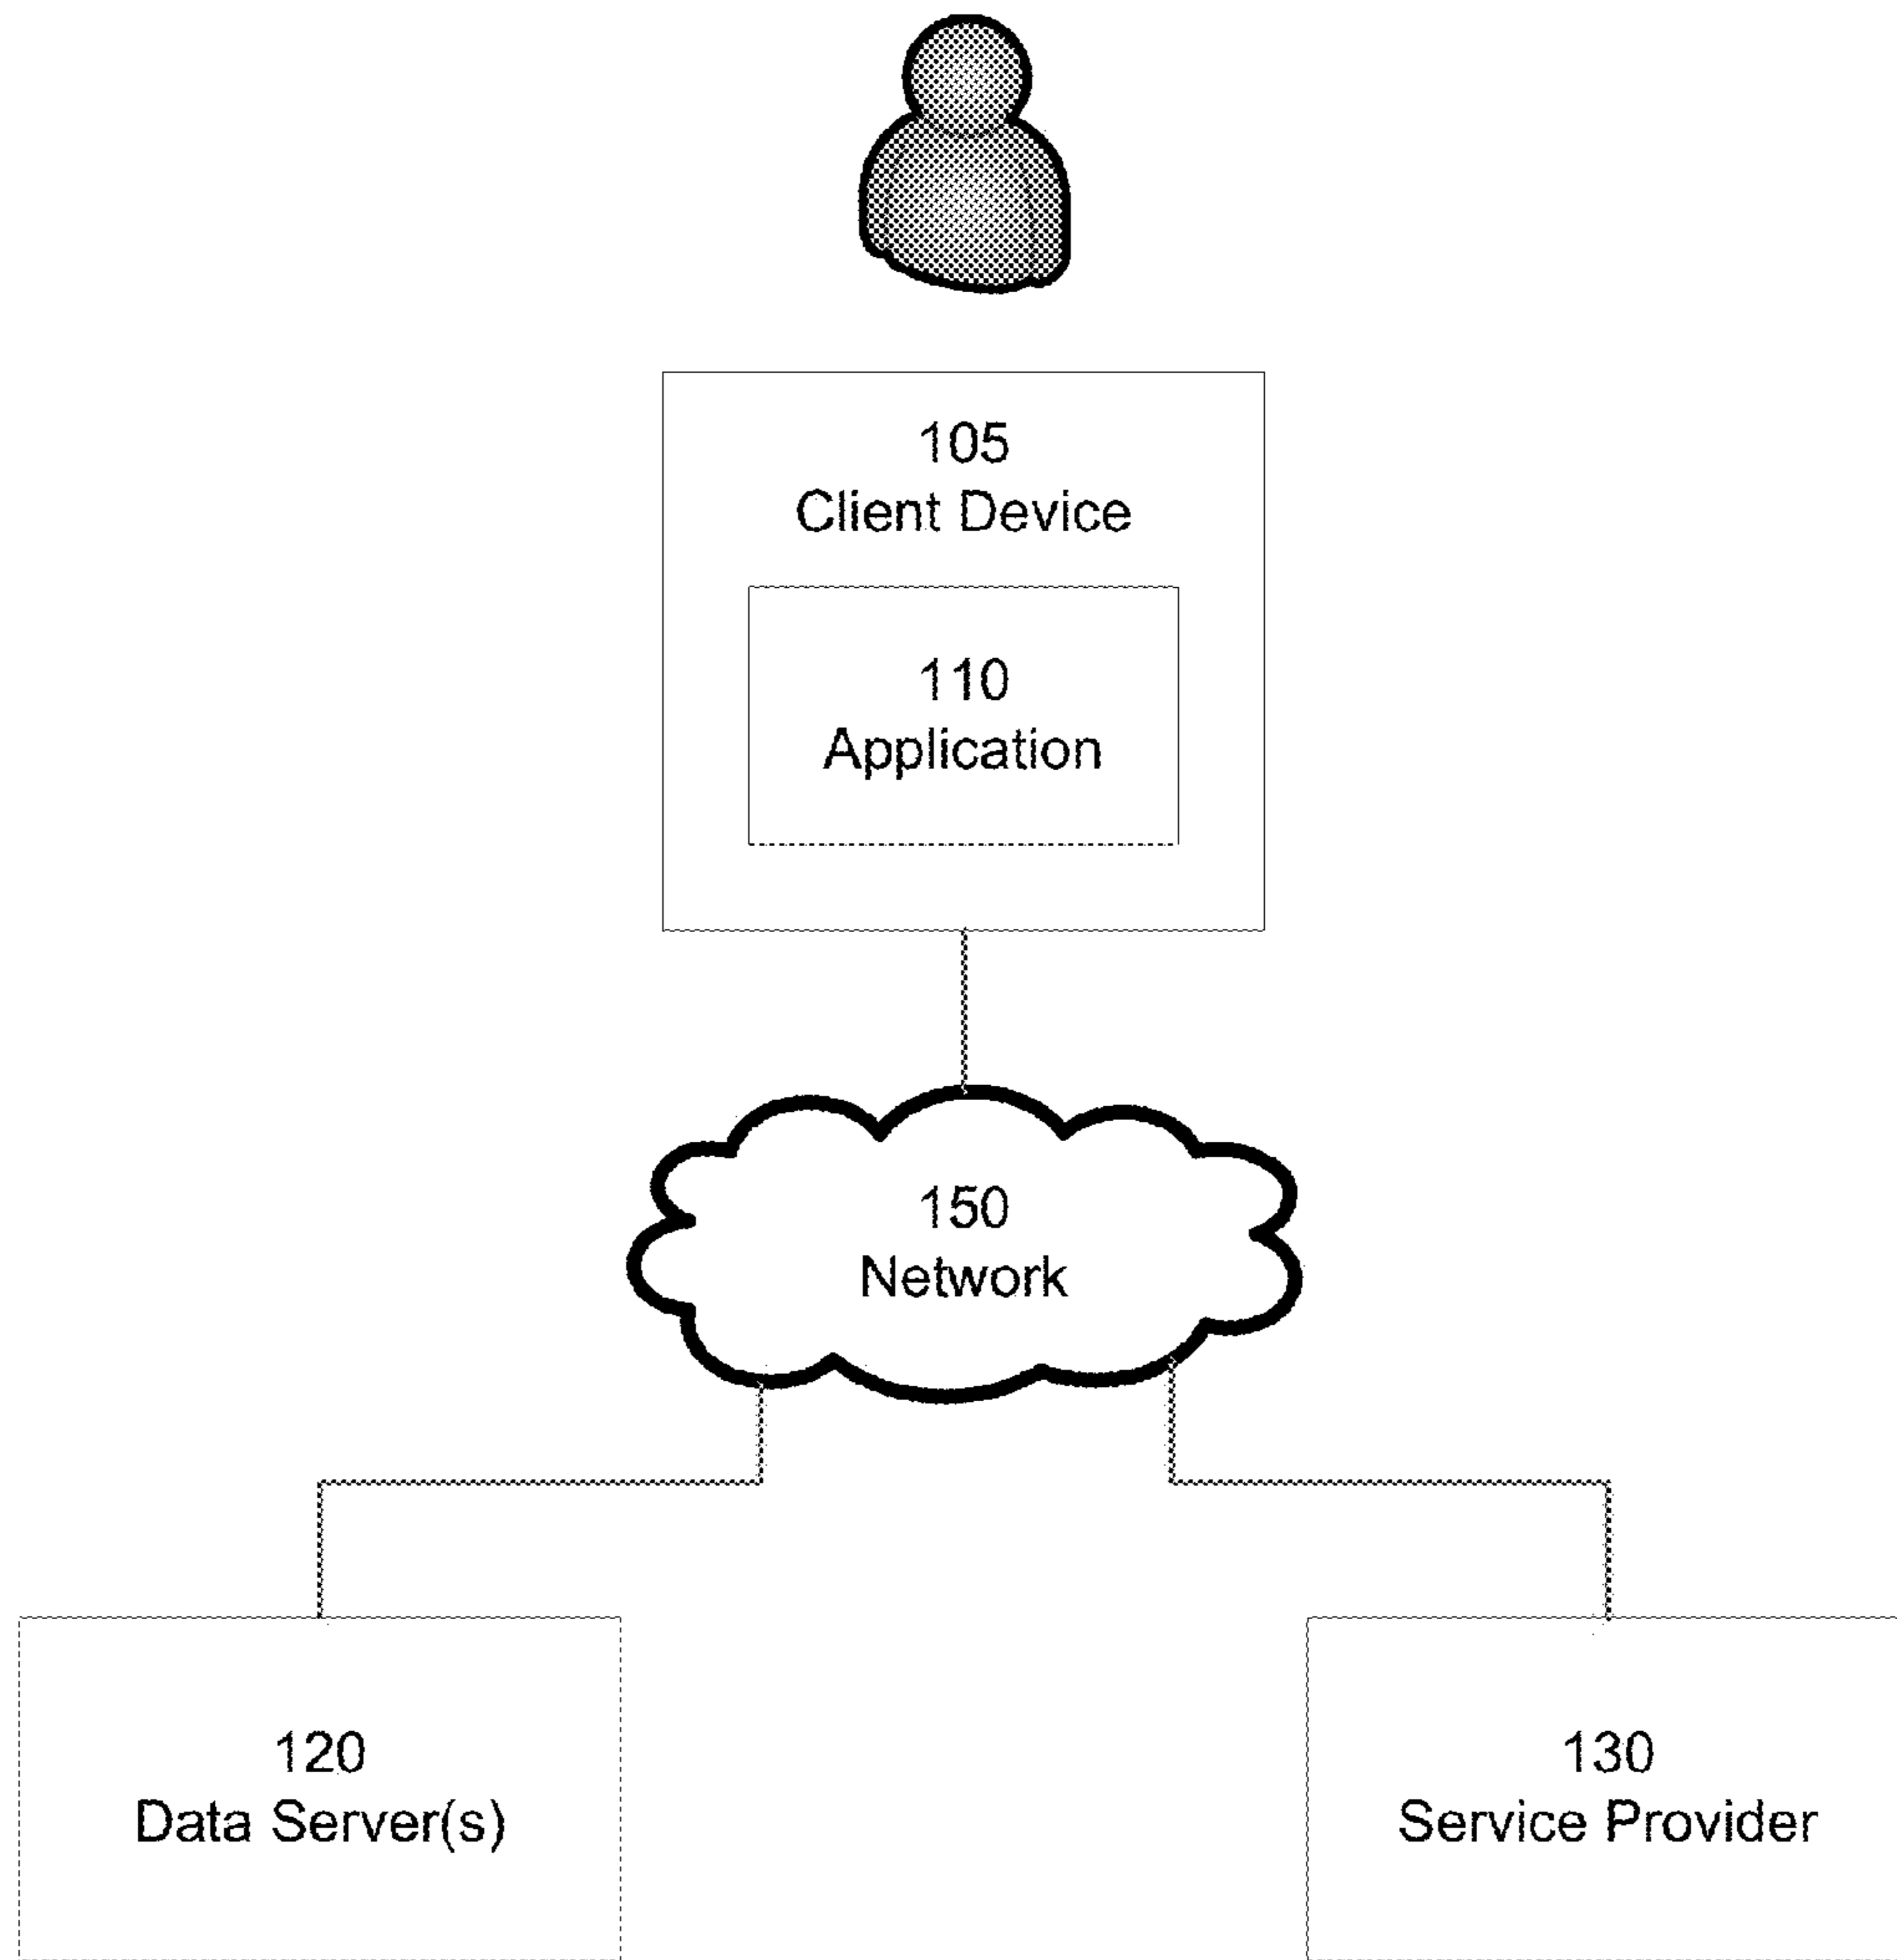 105
Client Device
110
Application
150
Network
120
Data Server(s)
130
Service Provider